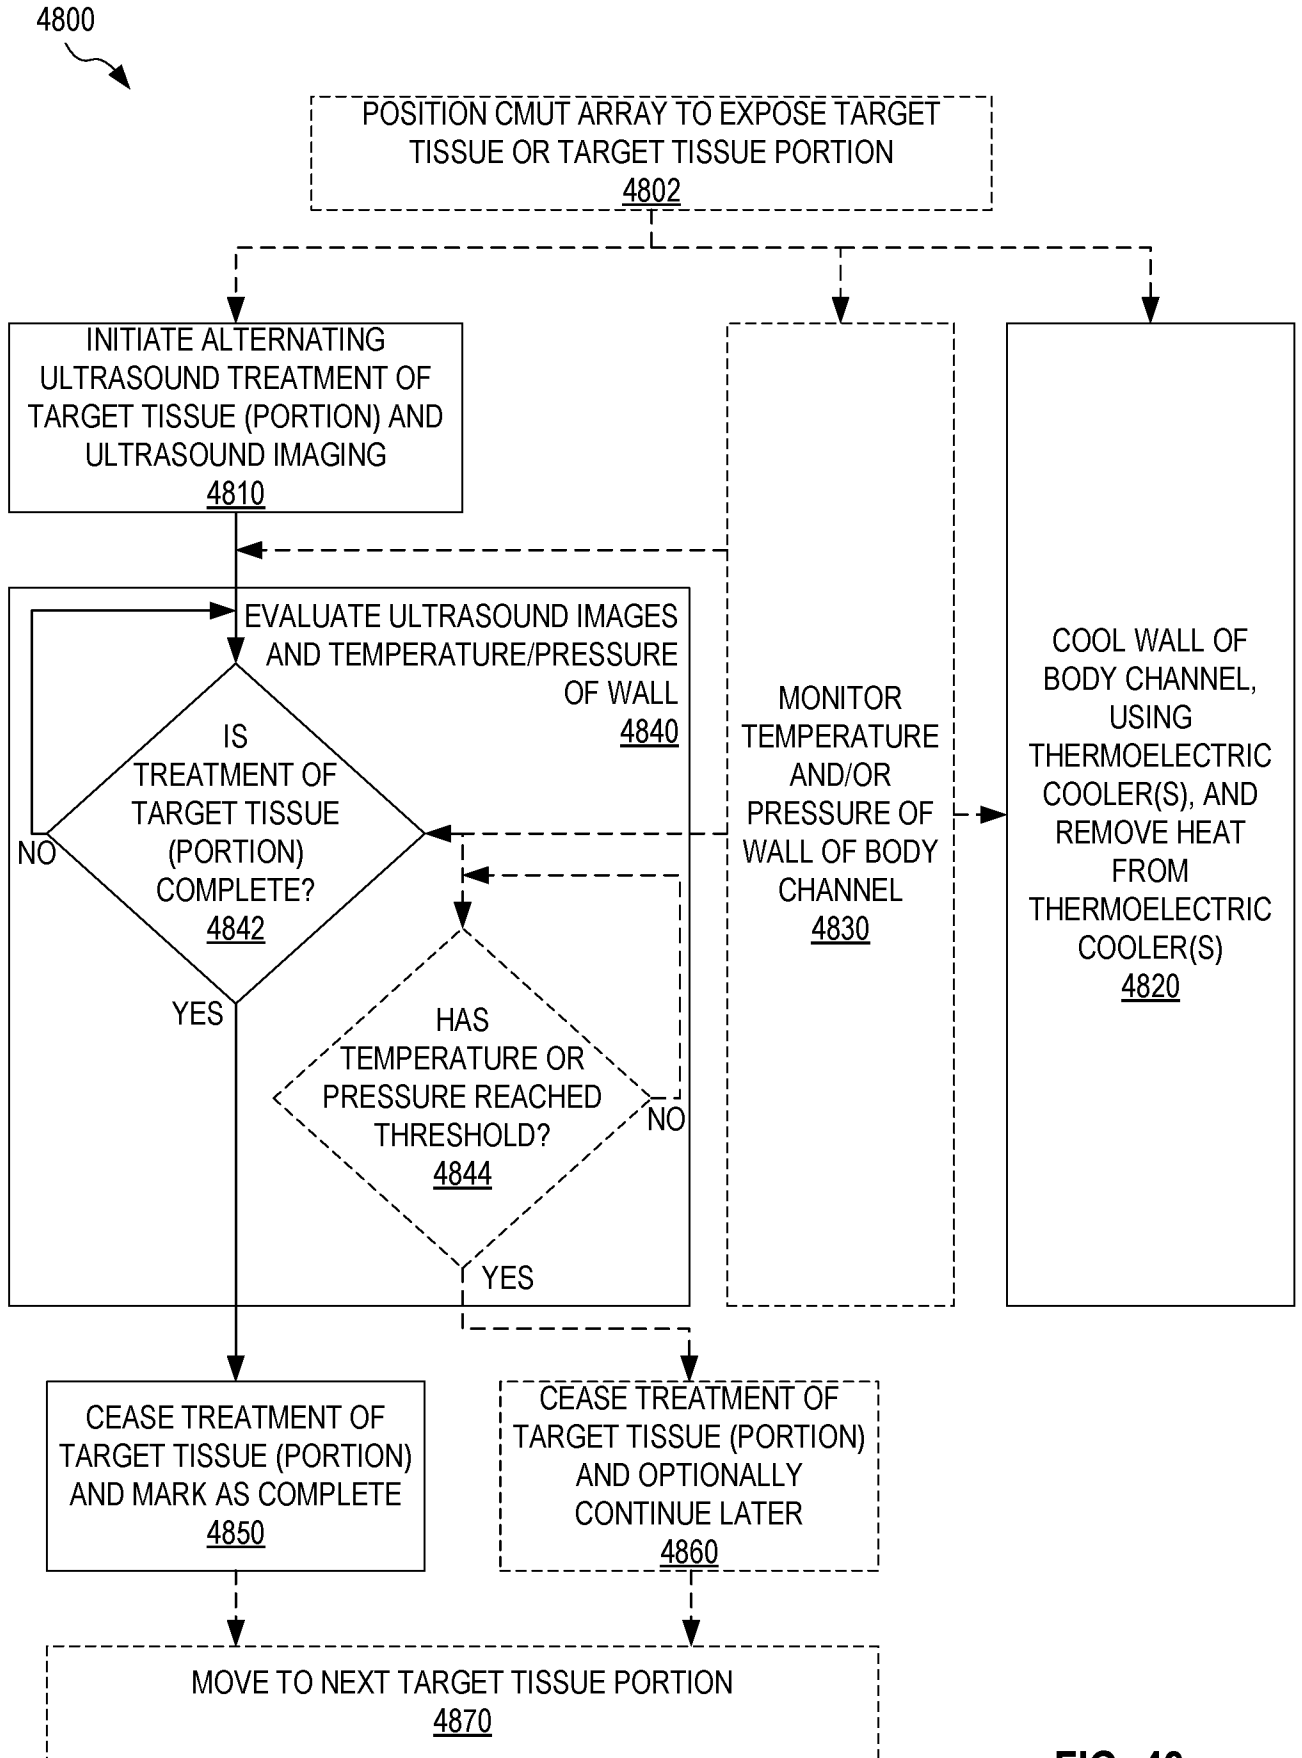 4800
POSITION CMUT ARRAY TO EXPOSE TARGET
TISSUE OR TARGET TISSUE PORTION
4802
INITIATE ALTERNATING
ULTRASOUND TREATMENT OF
TARGET TISSUE (PORTION) AND
ULTRASOUND IMAGING
4810
EVALUATE ULTRASOUND IMAGES
AND TEMPERATURE/PRESSURE
OF WALL
4840
IS
TREATMENT OF
TARGET TISSUE
(PORTION)
COMPLETE?
4842
NO
YES
HAS
TEMPERATURE OR
PRESSURE REACHED
THRESHOLD?
4844
NO
YES
MONITOR
TEMPERATURE
AND/OR
PRESSURE OF
WALL OF BODY
CHANNEL
4830
COOL WALL OF
BODY CHANNEL,
USING
THERMOELECTRIC
COOLER(S), AND
REMOVE HEAT
FROM
THERMOELECTRIC
COOLER(S)
4820
CEASE TREATMENT OF
TARGET TISSUE (PORTION)
AND MARK AS COMPLETE
4850
CEASE TREATMENT OF
TARGET TISSUE (PORTION)
AND OPTIONALLY
CONTINUE LATER
4860
MOVE TO NEXT TARGET TISSUE PORTION
4870
FIG.